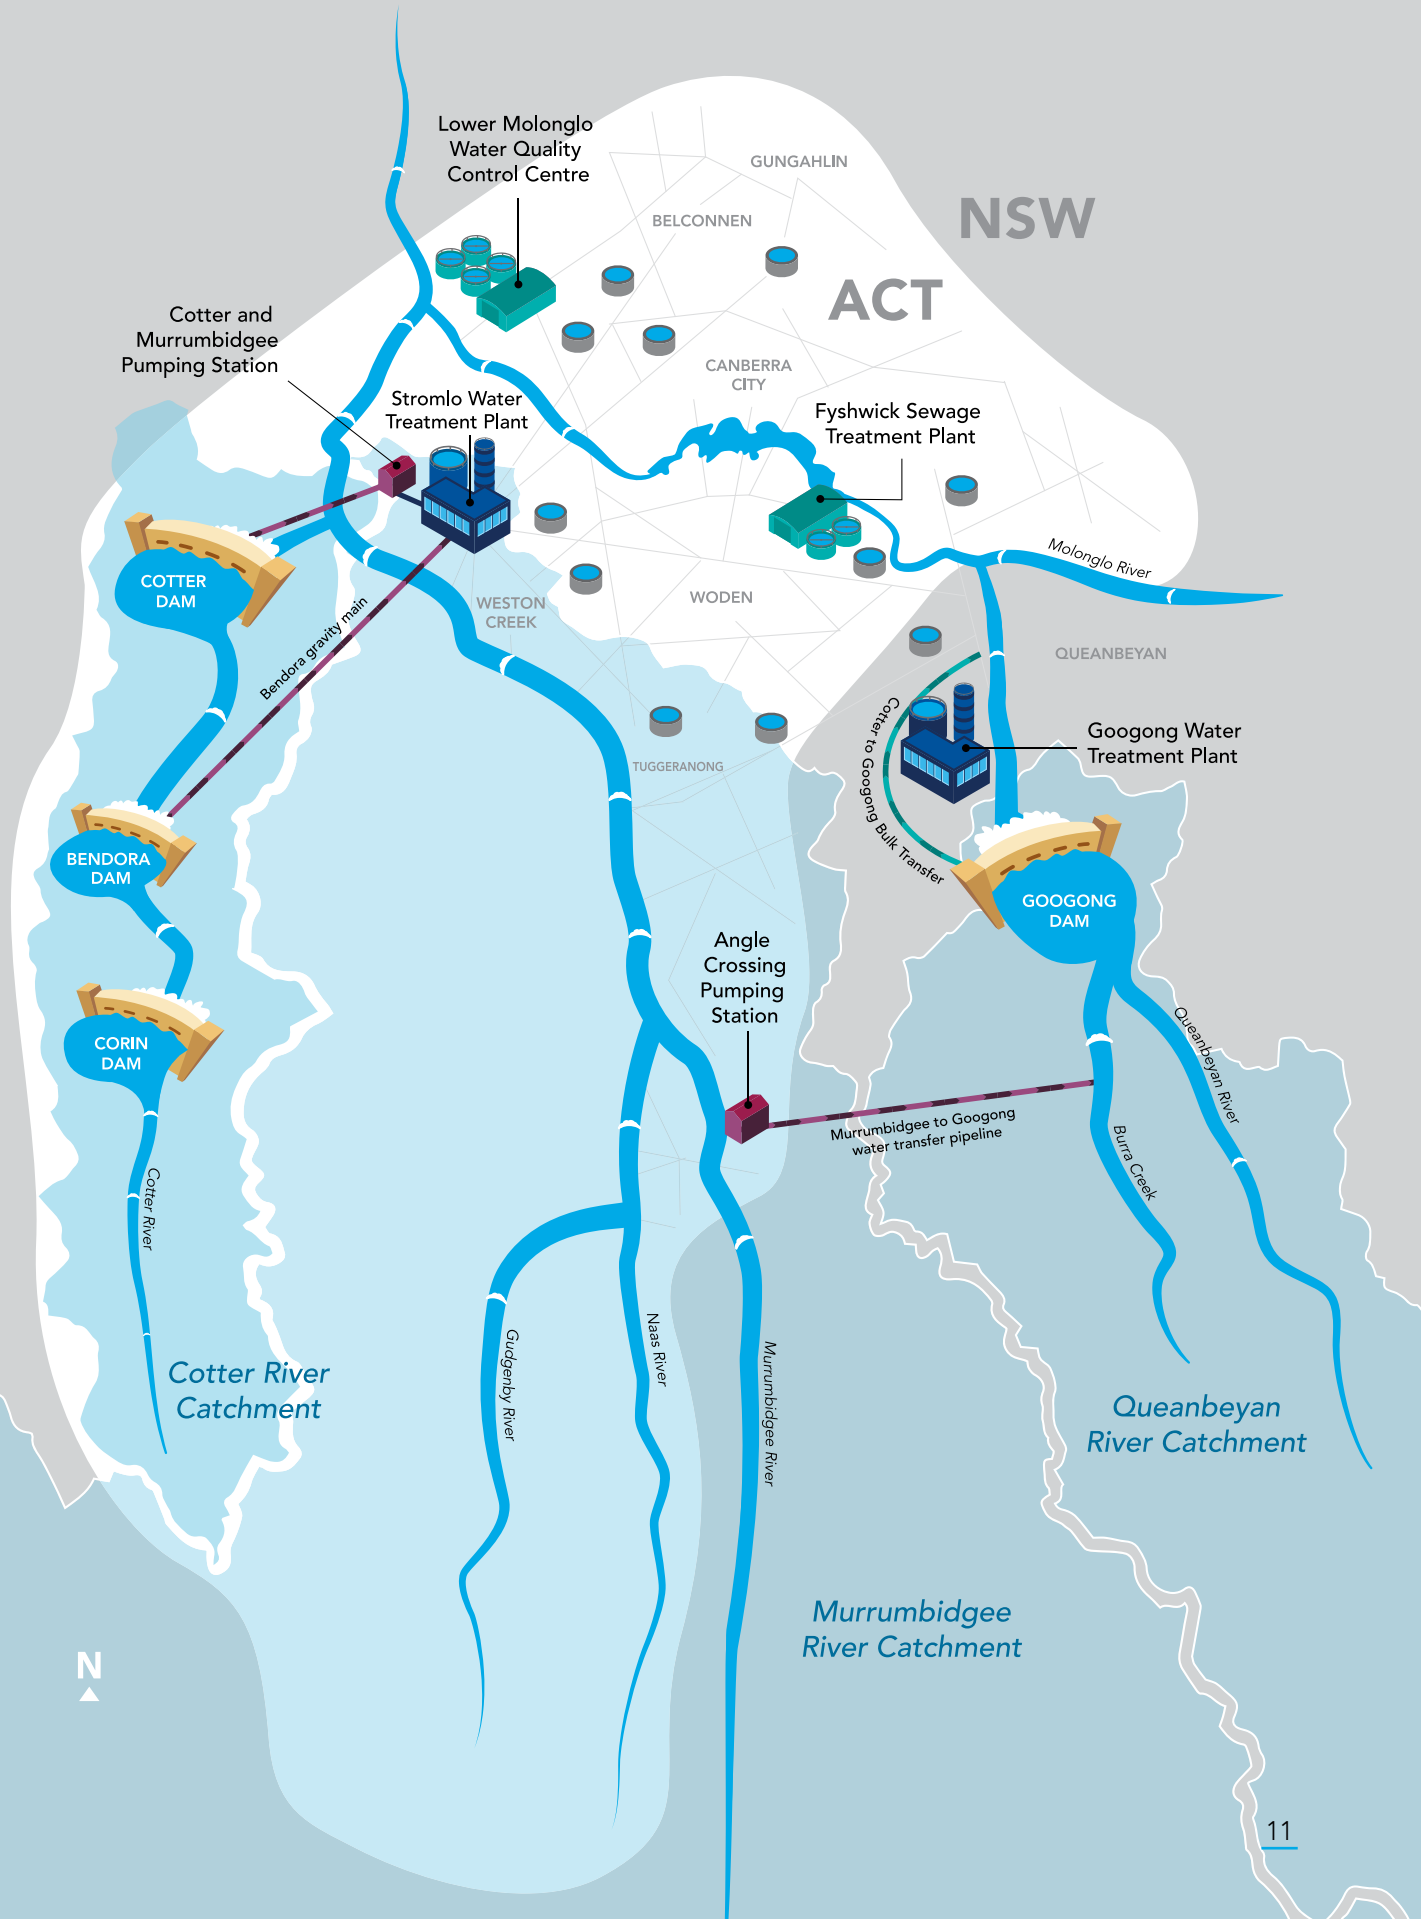 Lower Molonglo
Water Quality
Control Centre
GUNGAHLIN
BELCONNEN
NSW
ACT
Cotter and
Murrumbidgee
Pumping Station
Stromlo Water
Treatment Plant
CANBERRA
CITY
Fyshwick Sewage
Treatment Plant
Molonglo River
COTTER
DAM
Bendora gravity main
WESTON
CREEK
WODEN
QUEANBEYAN
Cotter to Googong Bulk Transfer
Googong Water
Treatment Plant
TUGGERANONG
BENDORA
DAM
GOOGONG
DAM
Angle
Crossing
Pumping
Station
CORIN
DAM
Queanbeyan River
Murrumbidgee to Googong
water transfer pipeline
Burra Creek
Cotter River
Gudgenby River
Naas River
Murrumbidgee River
Cotter River
Catchment
Queanbeyan
River Catchment
Murrumbidgee
River Catchment
N
11